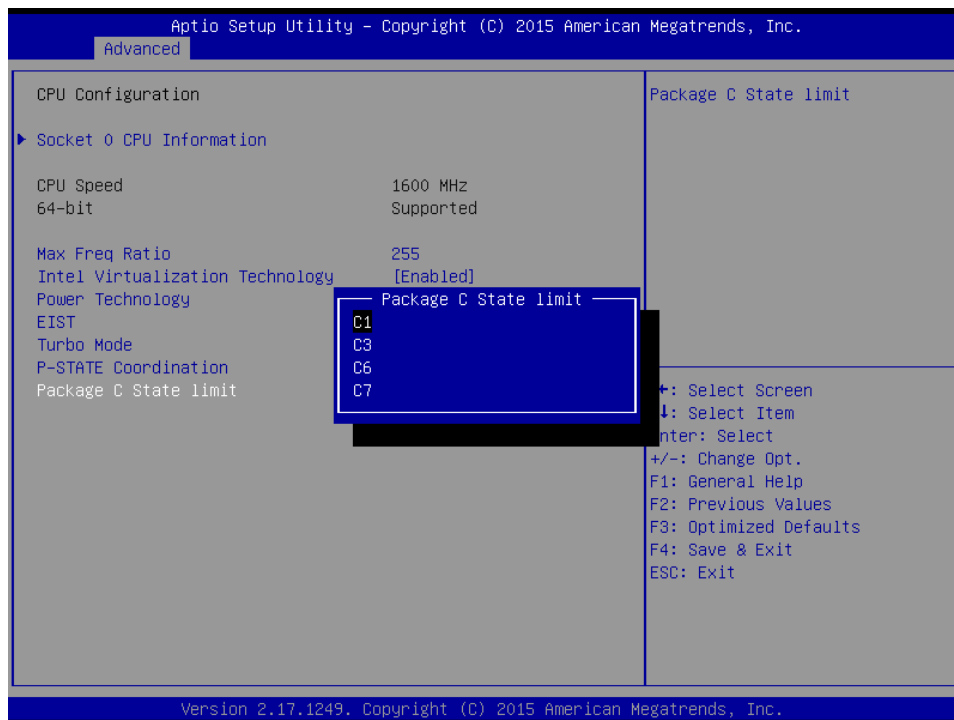 Aptio Setup Utility – Copyright (C) 2015 American Megatrends, Inc.
Advanced
CPU Configuration
Socket 0 CPU Information
CPU Speed 1600 MHz
64-bit Supported
Max Freq Ratio 255
Intel Virtualization Technology [Enabled]
Power Technology
EIST
Turbo Mode
P-STATE Coordination
Package C State limit
Package C State limit
C1
C3
C6
C7
Package C State limit
: Select Screen
: Select Item
nter: Select
+/-: Change Opt.
F1: General Help
F2: Previous Values
F3: Optimized Defaults
F4: Save & Exit
ESC: Exit
Version 2.17.1249. Copyright (C) 2015 American Megatrends, Inc.